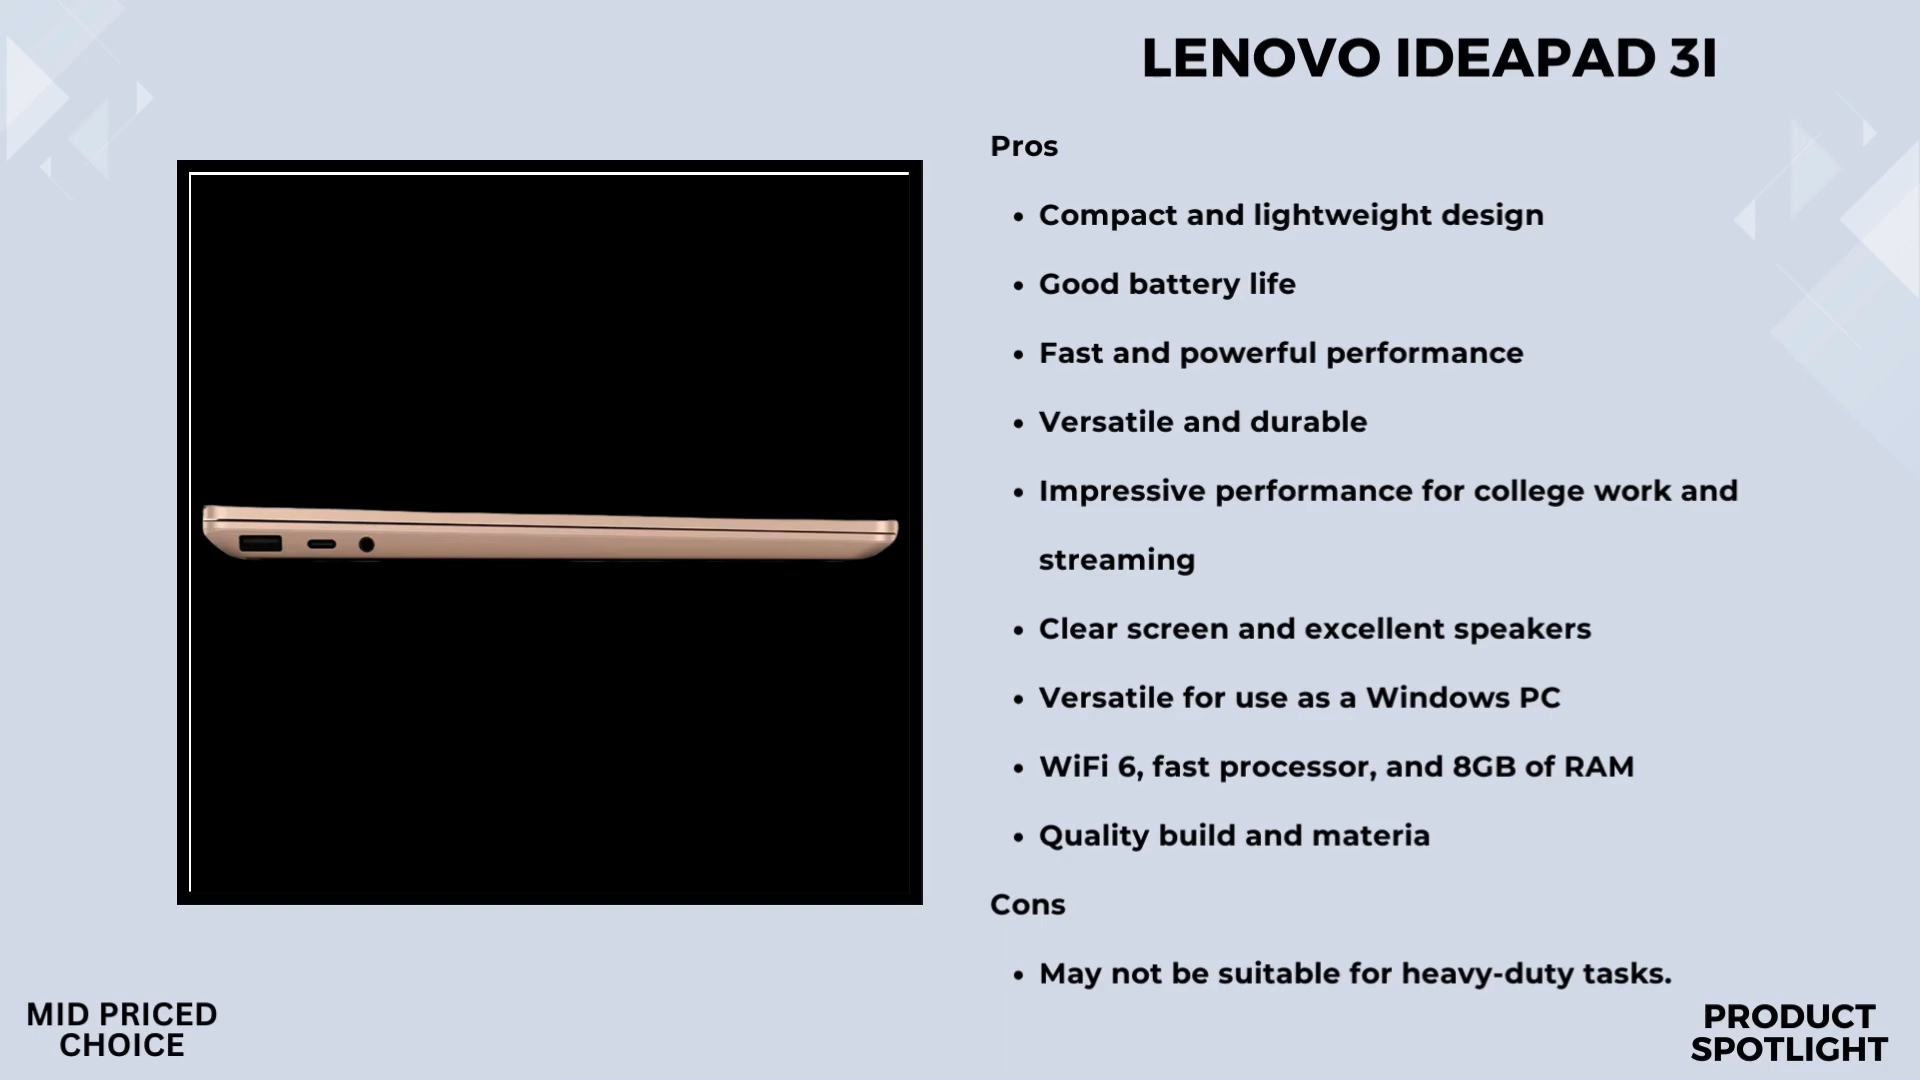 LENOVO IDEAPAD 3I
Pros
• Compact and lightweight design
• Good battery life
• Fast and powerful performance
• Versatile and durable
• Impressive performance for college work and
streaming
• Clear screen and excellent speakers
• Versatile for use as a Windows PC
• WiFi 6, fast processor, and 8GB of RAM
• Quality build and materia
Cons
• May not be suitable for heavy-duty tasks.
MID PRICED
CHOICE
PRODUCT
SPOTLIGHT